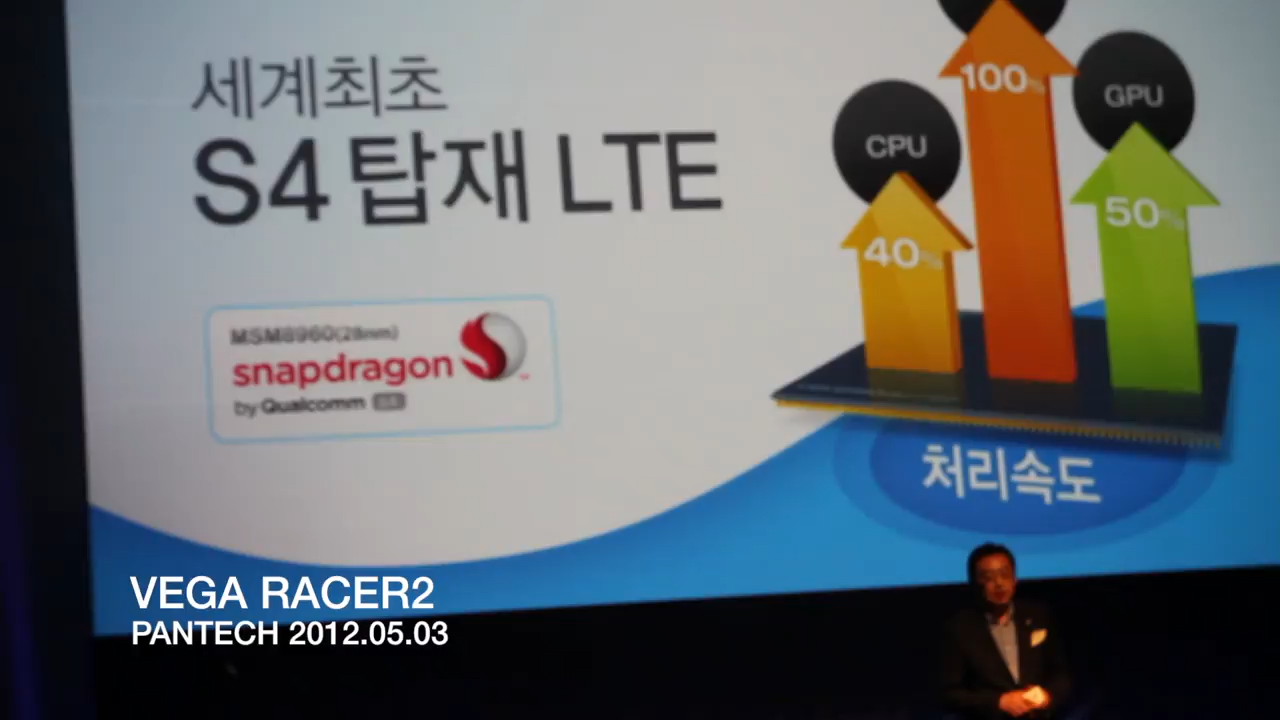 세계최초
S4 탑재 LTE
MSM8960(28nm)
snapdragon
by Qualcomm
CPU
40%
100%
GPU
50%
처리속도
VEGA RACER2
PANTECH 2012.05.03